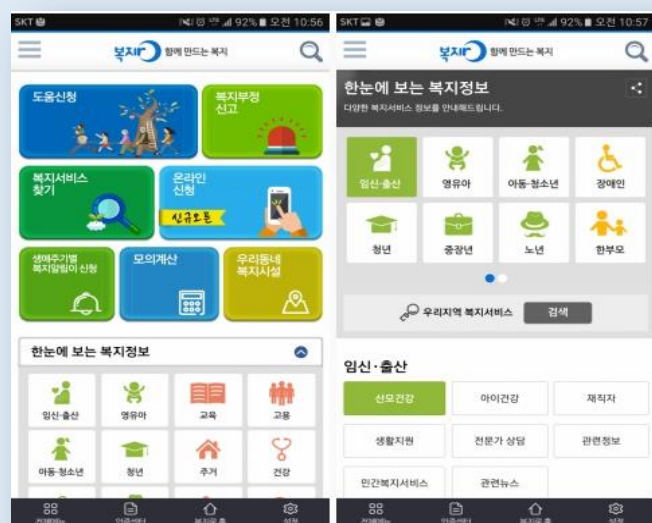 SKT 92% 오전 10:56
복지로 함께 만드는 복지
도움신청
복지부정
신고
복지서비스
찾기
온라인
신청
신규오픈
생애주기별
복지알림이 신청
모의계산
우리동네
복지시설
한눈에 보는 복지정보
임신·출산
영유아
교육
고용
아동·청소년
청년
주거
건강
SKT 92% 오전 10:57
복지로 함께 만드는 복지
한눈에 보는 복지정보
다양한 복지서비스 정보를 안내해드립니다.
임신·출산
영유아
아동·청소년
장애인
청년
중장년
노년
한부모
우리지역 복지서비스
검색
임신·출산
산모건강
아이건강
재직자
생활지원
전문가 상담
관련정보
민간복지서비스
관련뉴스